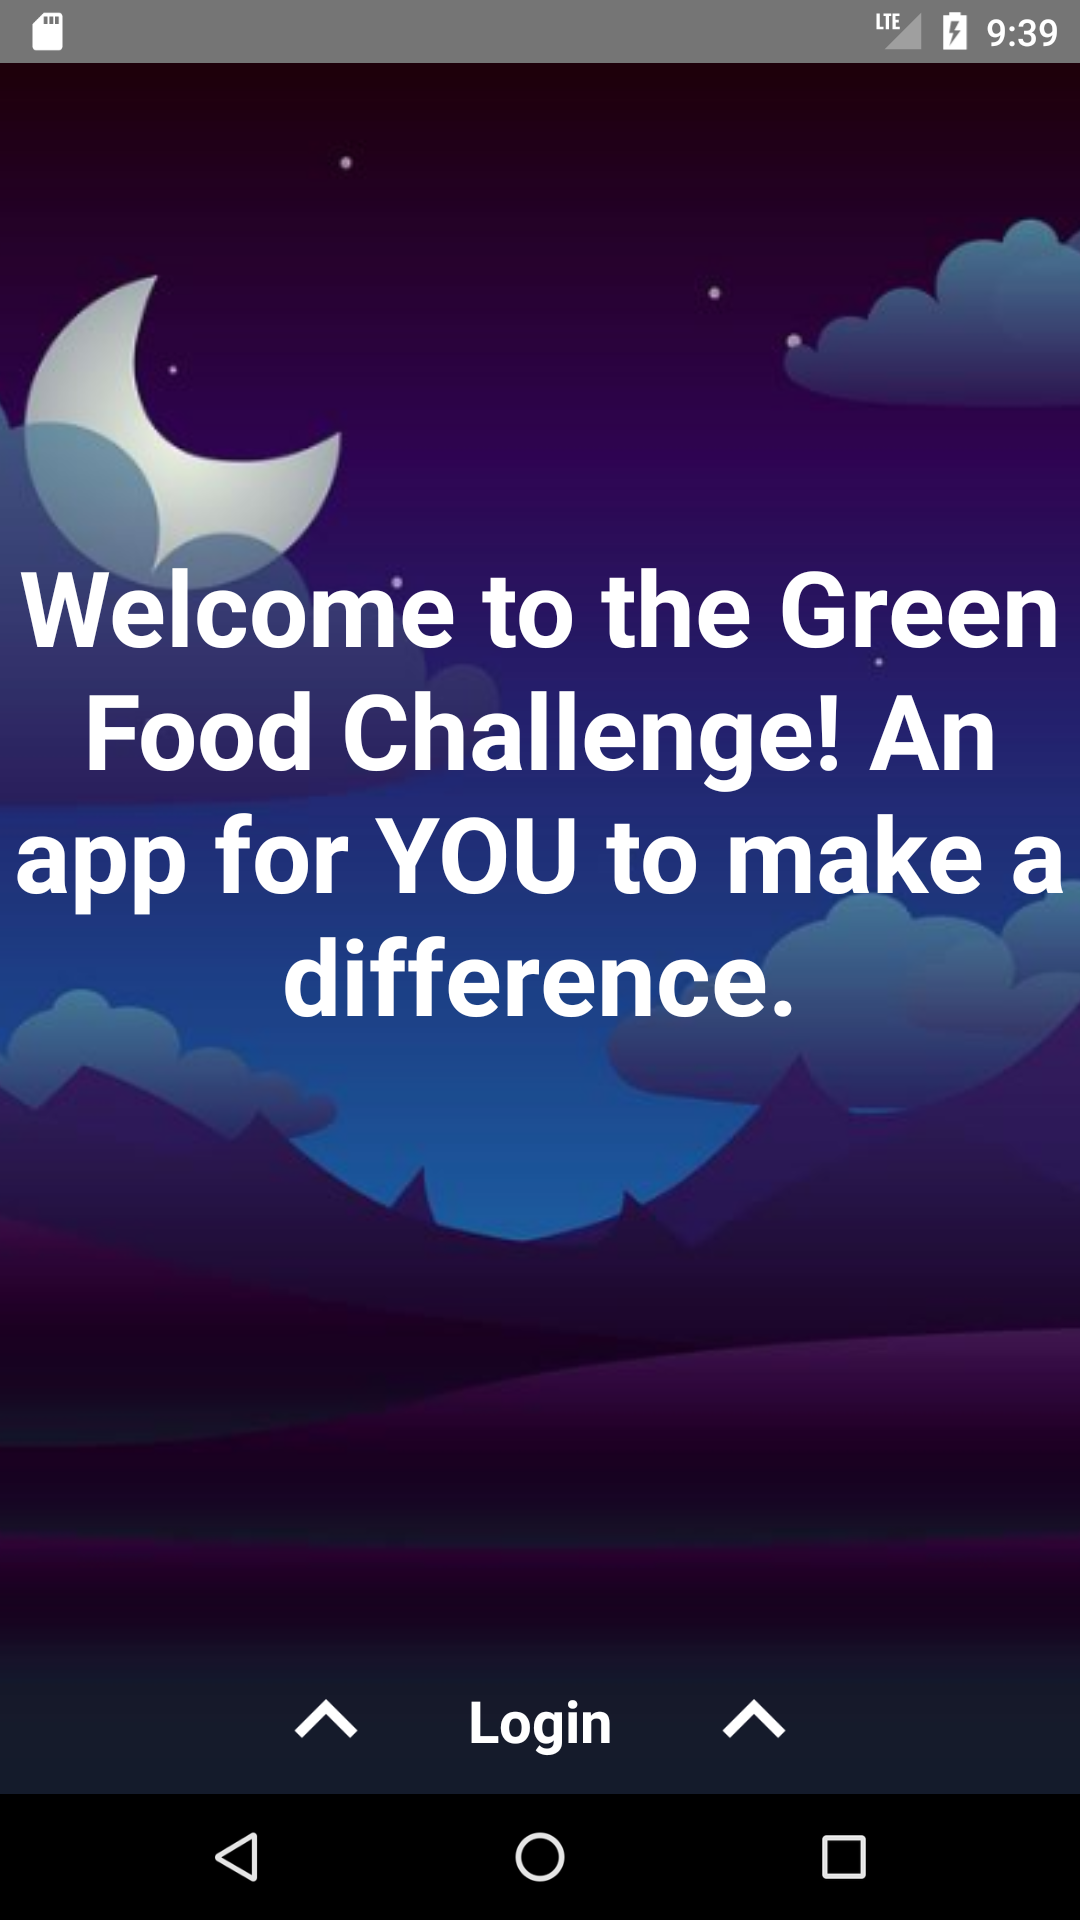 LTE 9:39
Welcome to the Green
Food Challenge! An
app for YOU to make a
difference.
Login